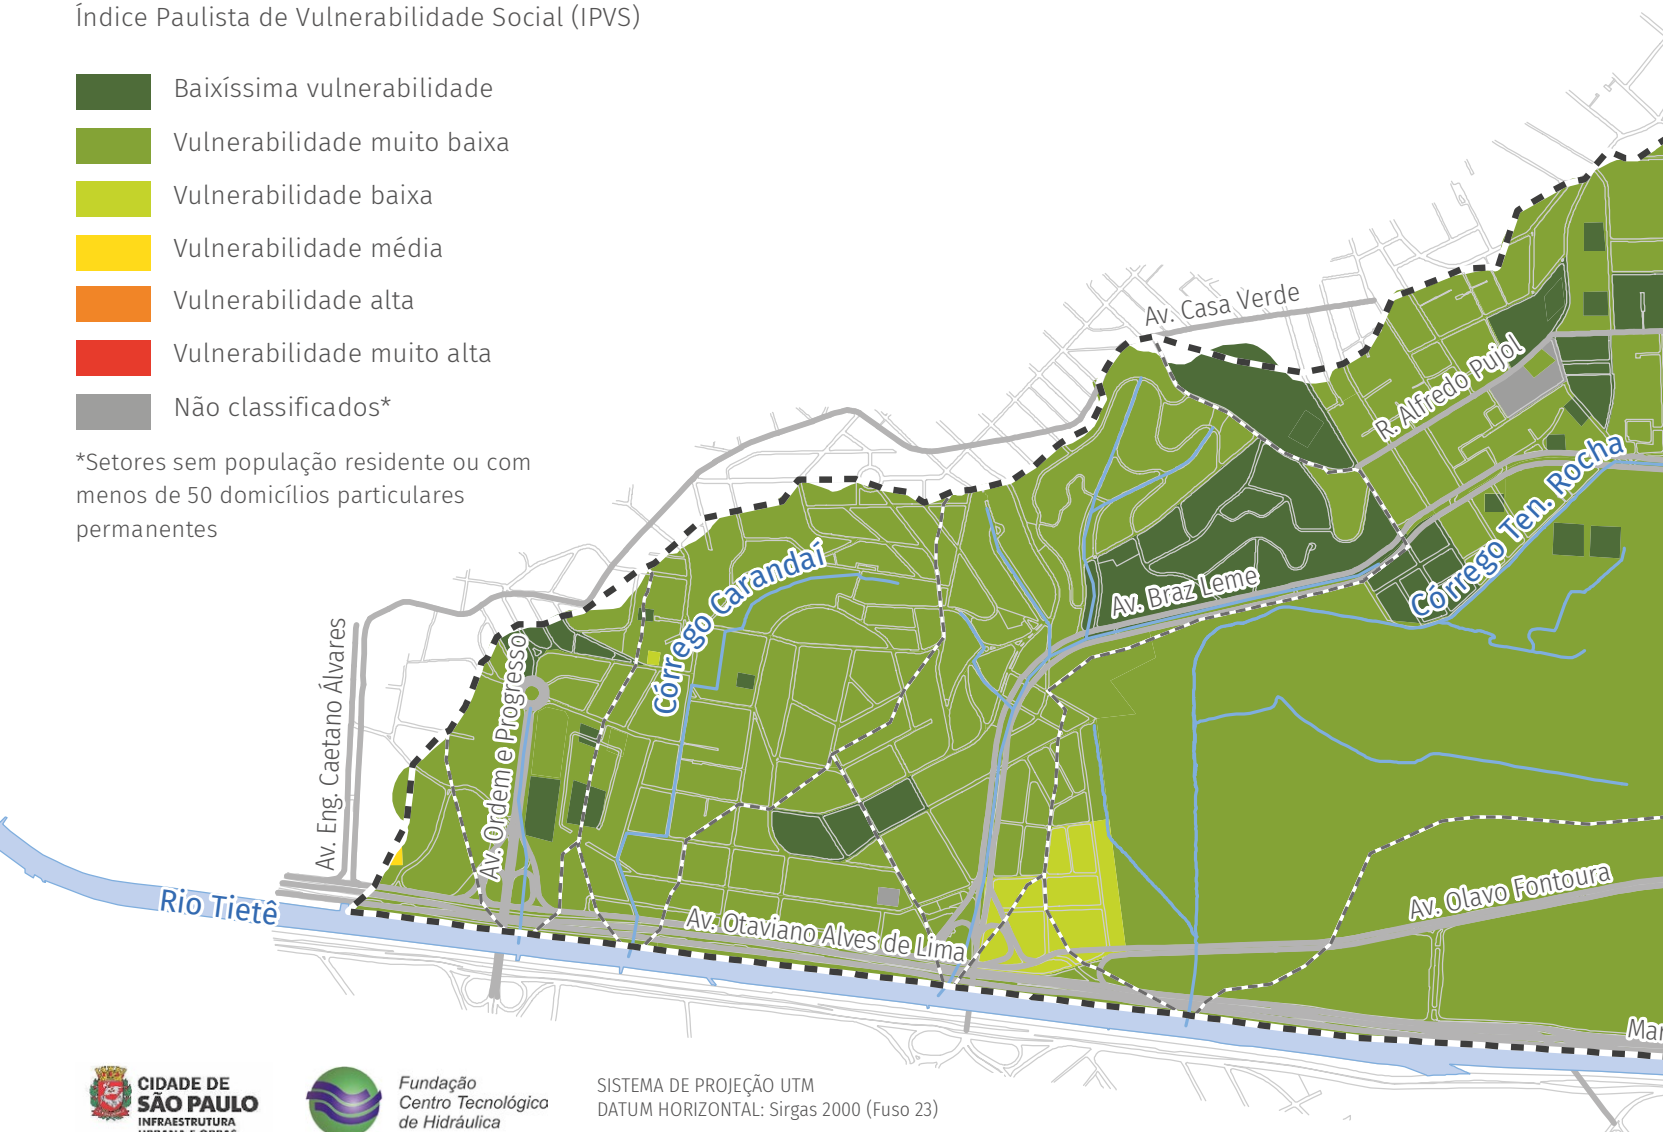 Índice Paulista de Vulnerabilidade Social (IPVS)
Baixíssima vulnerabilidade
Vulnerabilidade muito baixa
Vulnerabilidade baixa
Vulnerabilidade média
Vulnerabilidade alta
Vulnerabilidade muito alta
Não classificados*
*Setores sem população residente ou com
menos de 50 domicílios particulares
permanentes
Av. Casa Verde
R. Alfredo Pujol
Córrego Ten. Rocha
Córrego Carandaí
Av. Braz Leme
Av. Eng. Caetano Álvares
Av. Ordem e Progresso
Rio Tietê
Av. Otaviano Alves de Lima
Av. Olavo Fontoura
Mar
CIDADE DE
SÃO PAULO
INFRAESTRUTURA
URBANA E OBRAS
Fundação
Centro Tecnológico
de Hidráulica
SISTEMA DE PROJEÇÃO UTM
DATUM HORIZONTAL: Sirgas 2000 (Fuso 23)